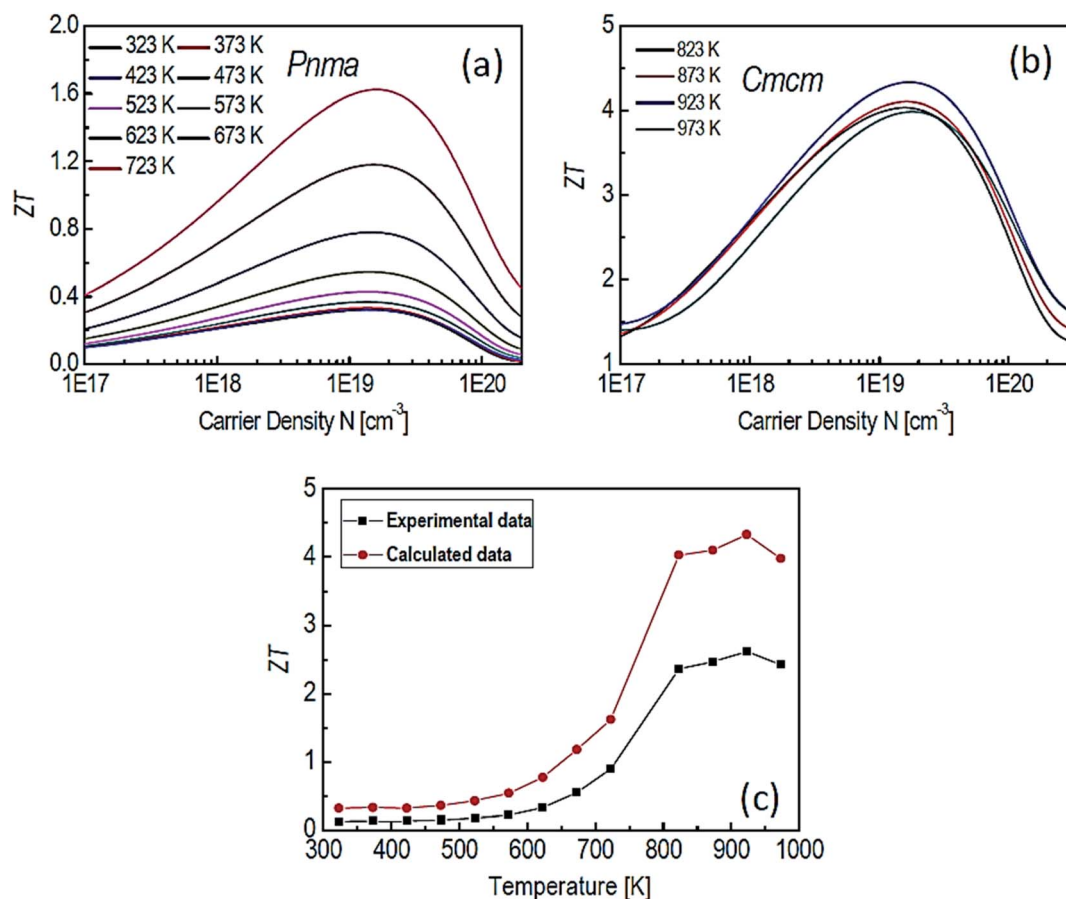 2.0
1.6
1.2
0.8
0.4
0.0
ZT
323 K 373 K
423 K 473 K
523 K 573 K
623 K 673 K
723 K
Pnma
(a)
1E17 1E18 1E19 1E20
Carrier Density N [cm-3]
5
4
3
2
1
ZT
823 K
873 K
923 K
973 K
Cmcm
(b)
1E17 1E18 1E19 1E20
Carrier Density N [cm-3]
5
4
3
2
1
0
ZT
Experimental data
Calculated data
(c)
300 400 500 600 700 800 900 1000
Temperature [K]